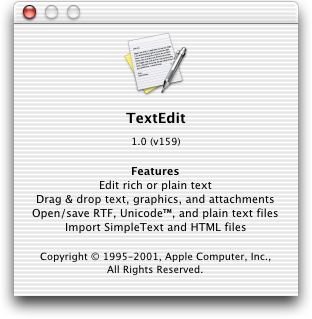 TextEdit
1.0 (v159)
Features
Edit rich or plain text
Drag & drop text, graphics, and attachments
Open/save RTF, Unicode™, and plain text files
Import SimpleText and HTML files
Copyright © 1995-2001, Apple Computer, Inc.,
All Rights Reserved.